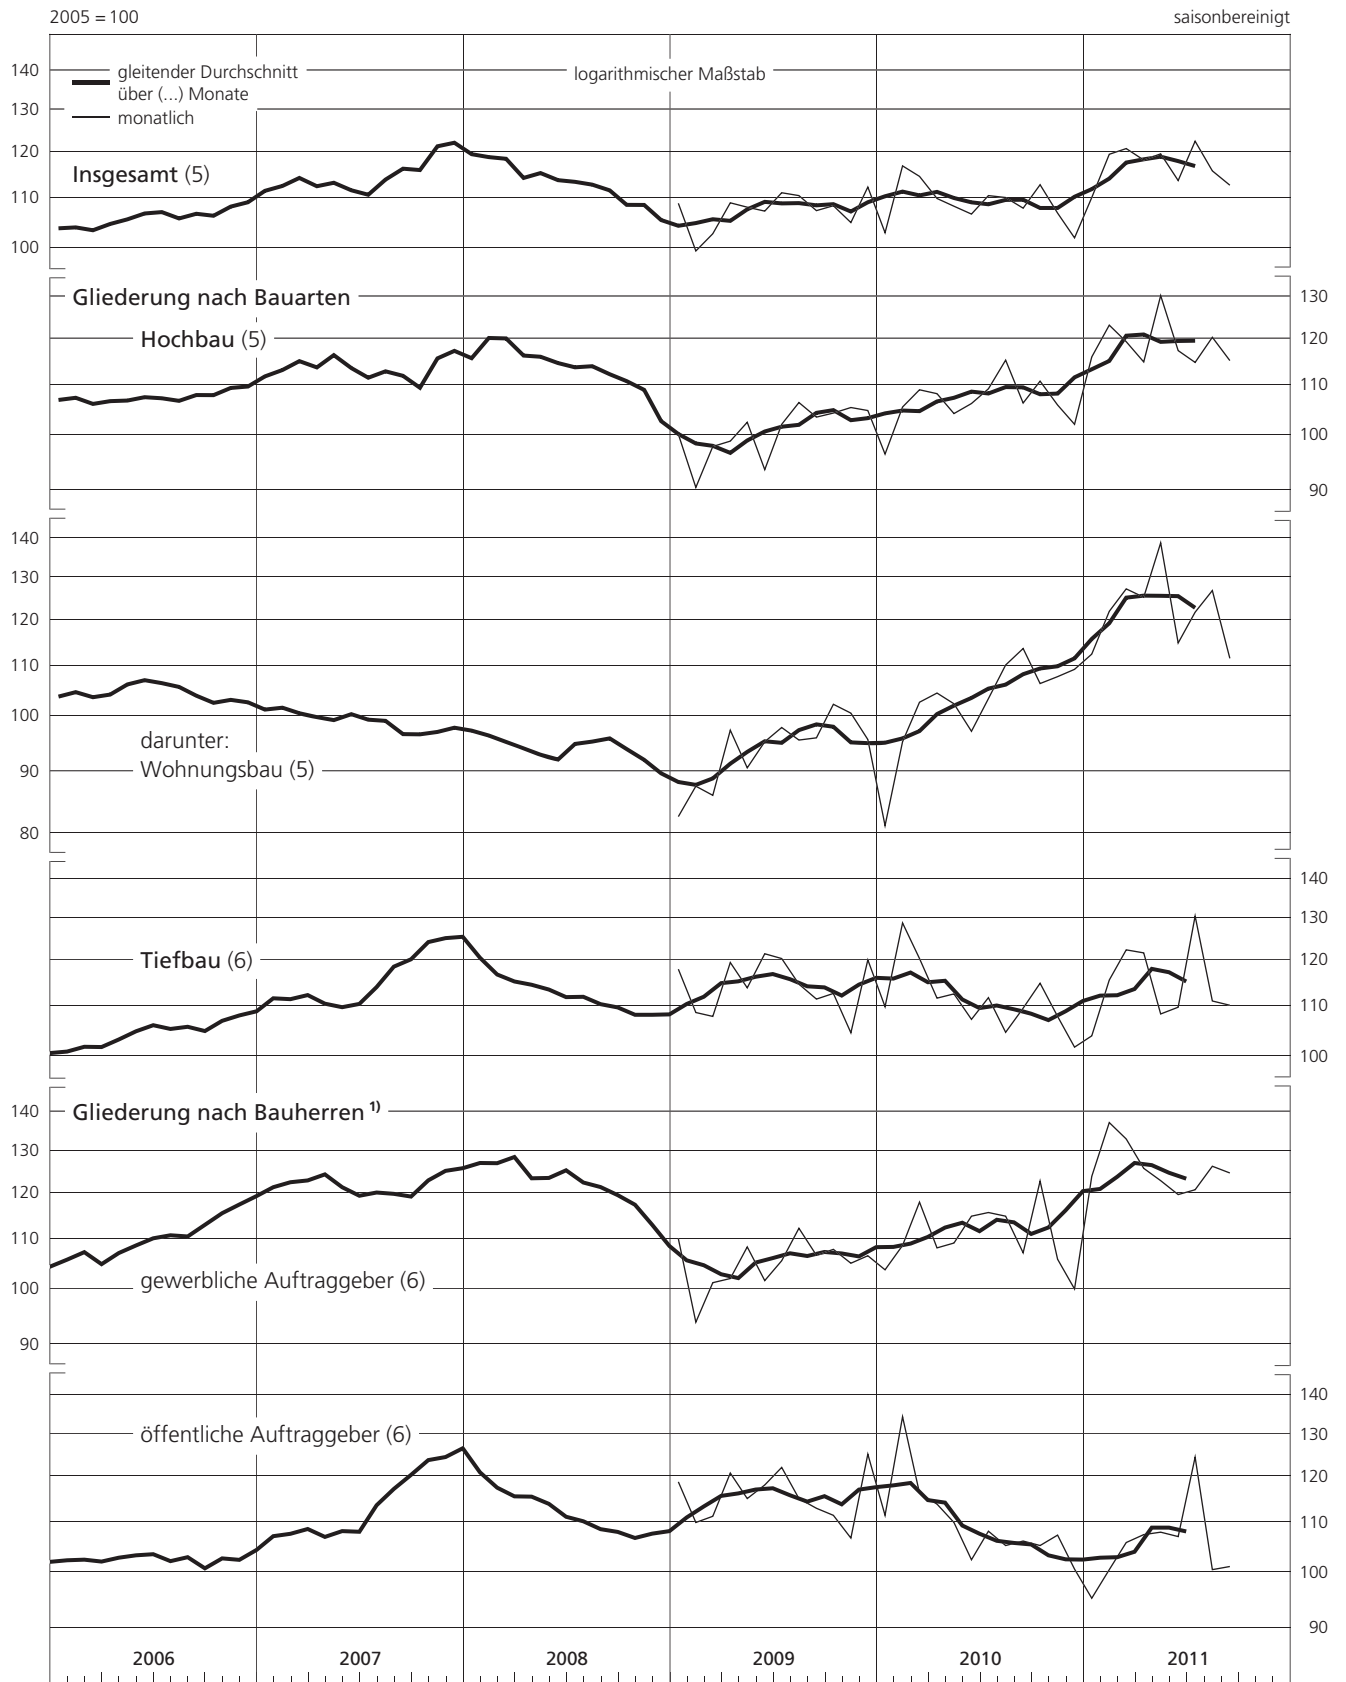 2005 = 100
saisonbereinigt
140
gleitender Durchschnitt
über (...) Monate
logarithmischer Maßstab
130
monatlich
120
Insgesamt (5)
110
100
Gliederung nach Bauarten
130
Hochbau (5)
120
110
100
90
140
130
120
110
100
darunter:
Wohnungsbau (5)
90
80
140
130
Tiefbau (6)
120
110
100
140
Gliederung nach Bauherren 1)
130
120
110
gewerbliche Auftraggeber (6)
100
90
140
öffentliche Auftraggeber (6)
130
120
110
100
90
2006 2007 2008 2009 2010 2011